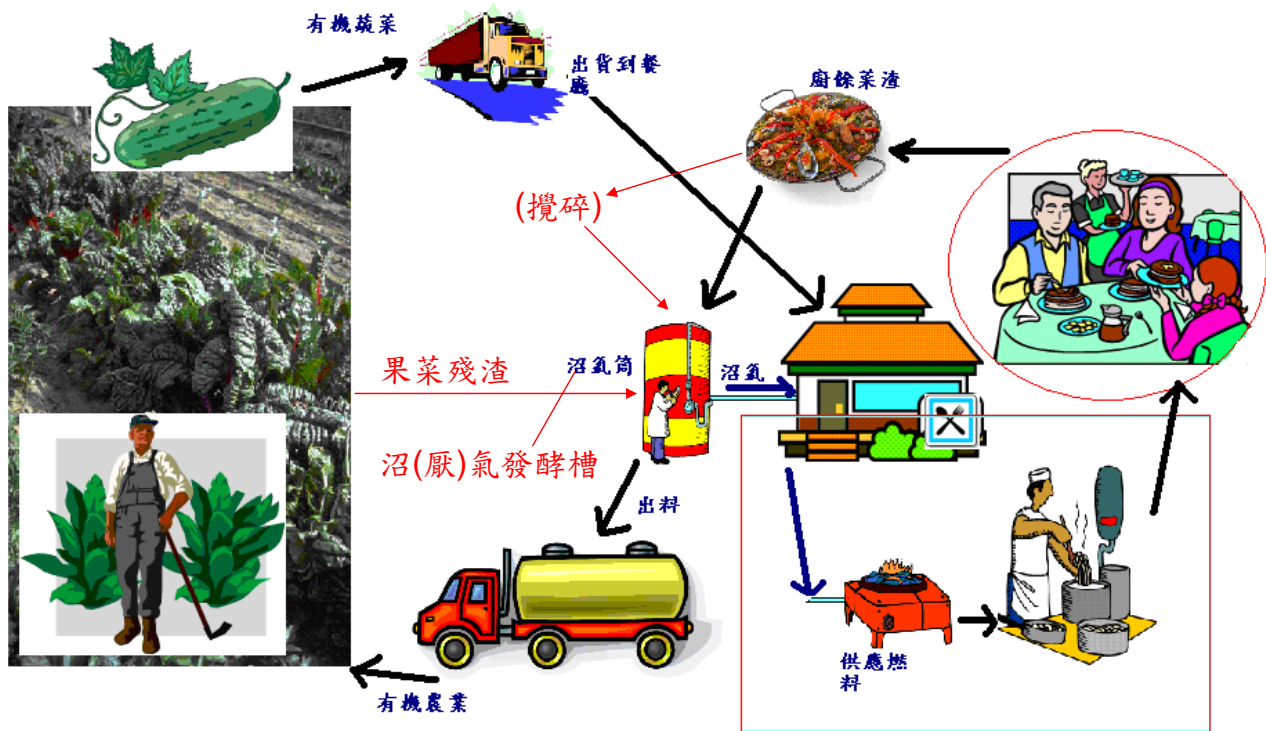 有機蔬菜
出貨到餐
廳
廚餘菜渣
(攪碎)
果菜殘渣
沼氣筒
沼氣
沼(厭)氣發酵槽
出料
供應燃
料
有機農業